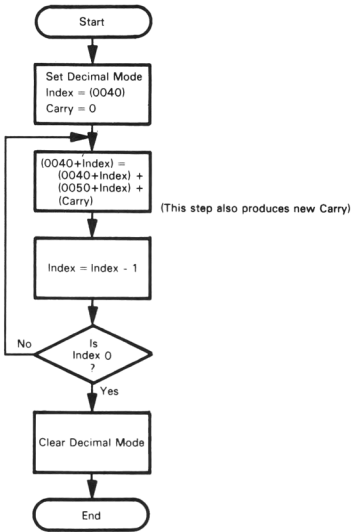 Start
Set Decimal Mode
Index = (0040)
Carry = 0
(0040+Index) =
(0040+Index) +
(0050+Index) +
(Carry)
(This step also produces new Carry)
Index = Index - 1
No
Is
Index 0
?
Yes
Clear Decimal Mode
End